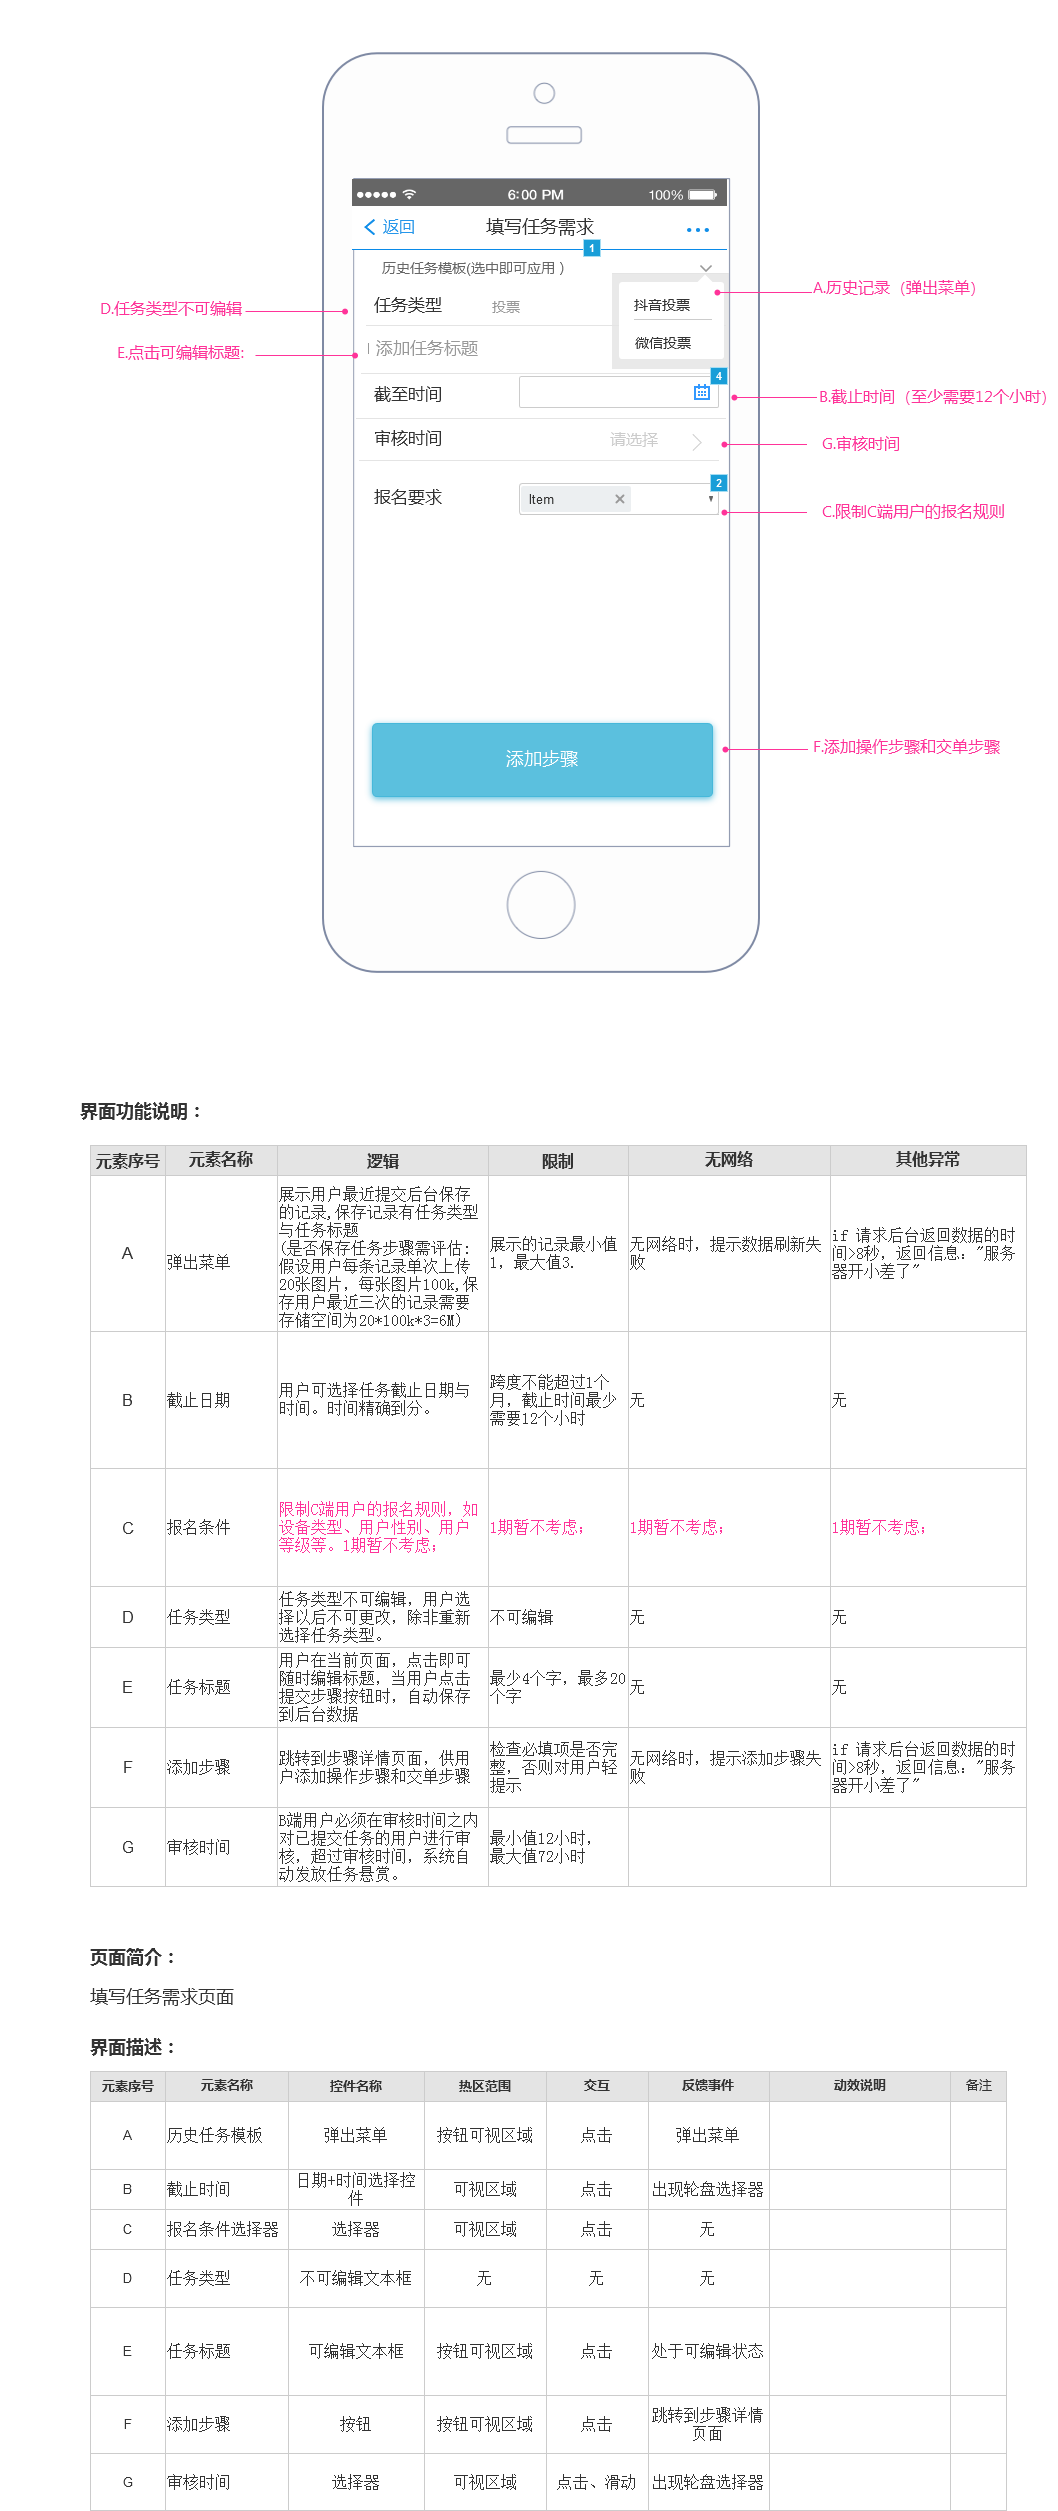 6:00 PM
100%
返回
填写任务需求
1
历史任务模板(选中即可应用 )
A.历史记录（弹出菜单）
D.任务类型不可编辑
任务类型
投票
抖音投票
E.点击可编辑标题:
添加任务标题
微信投票
4
截至时间
B.截止时间（至少需要12个小时)
审核时间
请选择
G.审核时间
2
报名要求
Item
C.限制C端用户的报名规则
添加步骤
F.添加操作步骤和交单步骤
界面功能说明：
元素序号 元素名称 逻辑 限制 无网络 其他异常
A
弹出菜单
展示用户最近提交后台保存
的记录,保存记录有任务类型
与任务标题
(是否保存任务步骤需评估:
假设用户每条记录单次上传
20张图片，每张图片100k,保
存用户最近三次的记录需要
存储空间为20*100k*3=6M)
展示的记录最小值
1，最大值3.
无网络时，提示数据刷新失
败
if 请求后台返回数据的时
间>8秒，返回信息："服务
器开小差了"
B
截止日期
用户可选择任务截止日期与
时间。时间精确到分。
跨度不能超过1个
月，截止时间最少
需要12个小时
无
无
C
报名条件
限制C端用户的报名规则，如
设备类型、用户性别、用户
等级等。1期暂不考虑；
1期暂不考虑；
1期暂不考虑；
1期暂不考虑；
D
任务类型
任务类型不可编辑，用户选
择以后不可更改，除非重新
选择任务类型。
不可编辑
无
无
E
任务标题
用户在当前页面，点击即可
随时编辑标题，当用户点击
提交步骤按钮时，自动保存
到后台数据
最少4个字，最多20
个字
无
无
F
添加步骤
跳转到步骤详情页面，供用
户添加操作步骤和交单步骤
检查必填项是否完
整，否则对用户轻
提示
无网络时，提示添加步骤失
败
if 请求后台返回数据的时
间>8秒，返回信息："服务
器开小差了"
G
审核时间
B端用户必须在审核时间之内
对已提交任务的用户进行审
核，超过审核时间，系统自
动发放任务悬赏。
最小值12小时，
最大值72小时
页面简介：
填写任务需求页面
界面描述：
元素序号 元素名称 控件名称 热区范围 交互 反馈事件 动效说明 备注
A 历史任务模板 弹出菜单 按钮可视区域 点击 弹出菜单
B
截止时间
日期+时间选择控
件
可视区域
点击
出现轮盘选择器
C 报名条件选择器 选择器 可视区域 点击 无
D 任务类型 不可编辑文本框 无 无 无
E 任务标题 可编辑文本框 按钮可视区域 点击 处于可编辑状态
F
添加步骤
按钮
按钮可视区域
点击
跳转到步骤详情
页面
G 审核时间 选择器 可视区域 点击、滑动 出现轮盘选择器